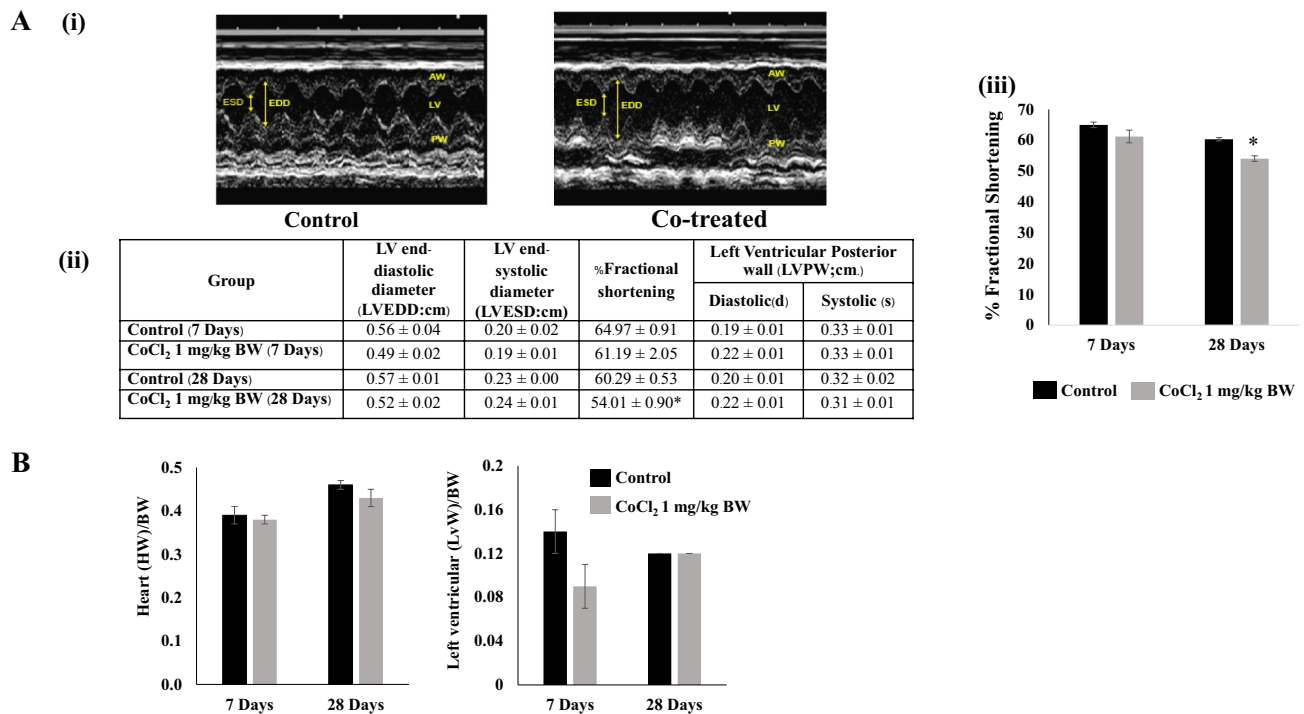 A
(i)
AW
ESD
EDD
LV
PW
Control
AW
ESD
EDD
LV
PW
Co-treated
(ii)
Group
LV end-
diastolic
diameter
(LVEDD:cm)
LV end-
systolic
diameter
(LVESD:cm)
%Fractional
shortening
Left Ventricular Posterior
wall (LVPW;cm.)
Diastolic(d)
Systolic (s)
Control (7 Days) 0.56 ± 0.04 0.20 ± 0.02 64.97 ± 0.91 0.19 ± 0.01 0.33 ± 0.01
CoCl₂ 1 mg/kg BW (7 Days) 0.49 ± 0.02 0.19 ± 0.01 61.19 ± 2.05 0.22 ± 0.01 0.33 ± 0.01
Control (28 Days) 0.57 ± 0.01 0.23 ± 0.00 60.29 ± 0.53 0.20 ± 0.01 0.32 ± 0.02
CoCl₂ 1 mg/kg BW (28 Days) 0.52 ± 0.02 0.24 ± 0.01 54.01 ± 0.90* 0.22 ± 0.01 0.31 ± 0.01
(iii)
% Fractional Shortening
70
60
50
40
30
20
10
0
*
7 Days
28 Days
Control
CoCl₂ 1 mg/kg BW
B
Heart (HW)/BW
0.5
0.4
0.3
0.2
0.1
0.0
7 Days
28 Days
Left ventricular (LvW)/BW
0.2
0.16
0.12
0.08
0.04
0
Control
CoCl₂ 1 mg/kg BW
7 Days
28 Days